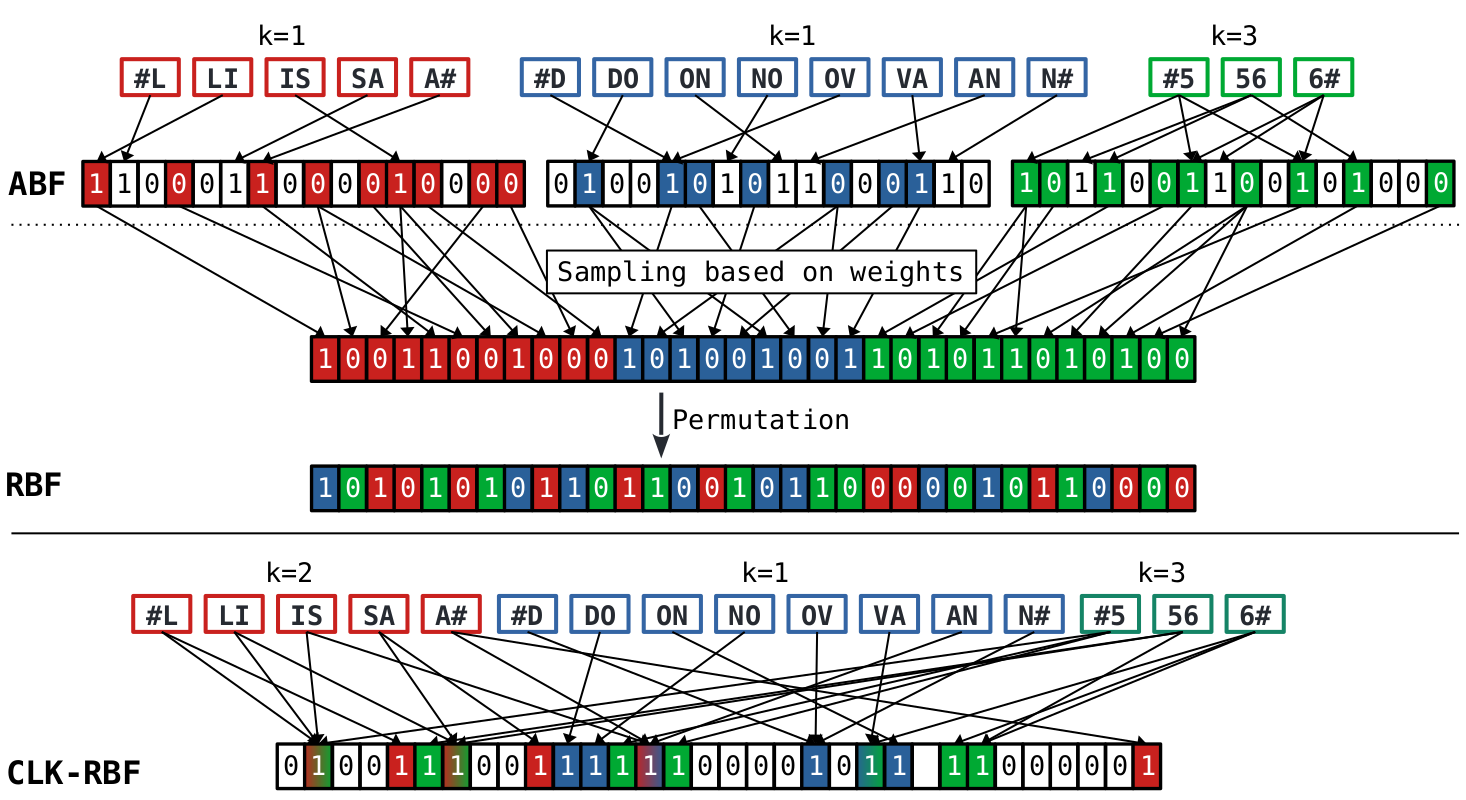 k=1 k=1 k=3
#L LI IS SA A# #D DO ON NO OV VA AN N# #5 56 6#
ABF 1 1 0 0 0 1 1 0 0 0 0 1 0 0 0 0 0 1 0 0 1 0 1 0 1 1 0 0 0 1 1 0 1 0 1 1 0 0 1 1 0 0 1 0 1 0 0 0
Sampling based on weights
1 0 0 1 1 0 0 1 0 0 0 1 0 1 0 0 1 0 0 1 1 0 1 0 1 1 0 1 0 1 0 0
Permutation
RBF 1 0 1 0 1 0 1 0 1 1 0 1 1 0 0 1 0 1 1 0 0 0 0 0 1 0 1 1 0 0 0 0
k=2 k=1 k=3
#L LI IS SA A# #D DO ON NO OV VA AN N# #5 56 6#
CLK-RBF 0 1 0 0 1 1 1 0 0 1 1 1 1 1 1 0 0 0 0 1 0 1 1 1 1 0 0 0 0 0 1